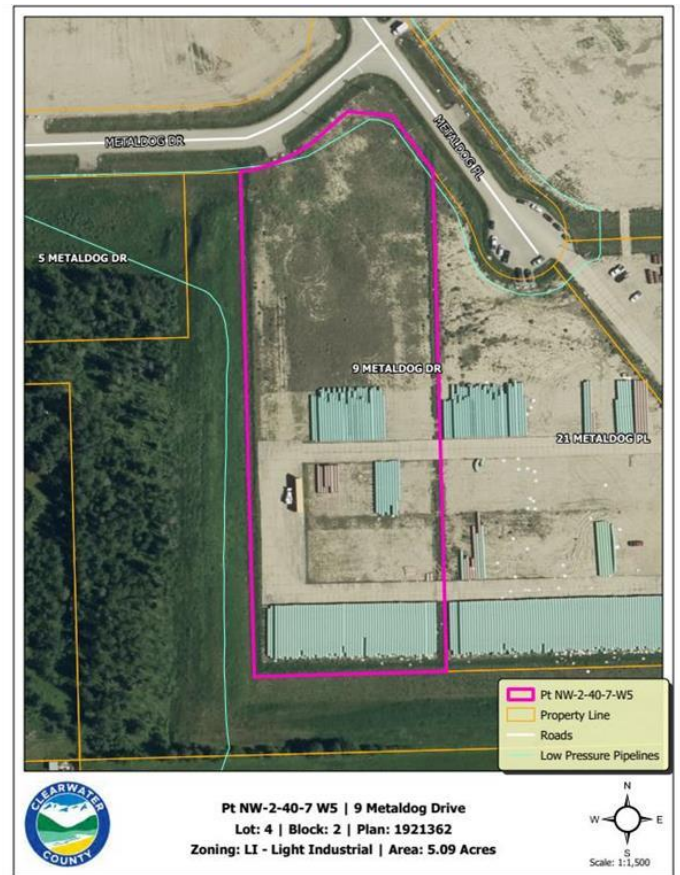 METALDOG DR
METALDOG PL
5 METALDOG DR
9 METALDOG DR
21 METALDOG PL
Pt NW-2-40-7-W5
Property Line
Roads
Low Pressure Pipelines
CLEARWATER
COUNTY
Pt NW-2-40-7 W5 | 9 Metaldog Drive
Lot: 4 | Block: 2 | Plan: 1921362
Zoning: LI - Light Industrial | Area: 5.09 Acres
N
W
E
S
Scale: 1:1,500